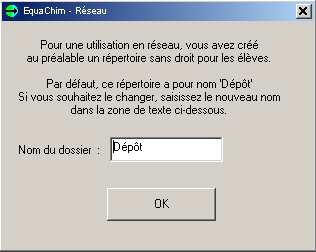 EquaChim - Réseau
Pour une utilisation en réseau, vous avez créé
au préalable un répertoire sans droit pour les élèves.
Par défaut, ce répertoire a pour nom 'Dépôt'
Si vous souhaitez le changer, saisissez le nouveau nom
dans la zone de texte ci-dessous.
Nom du dossier : Dépôt
OK